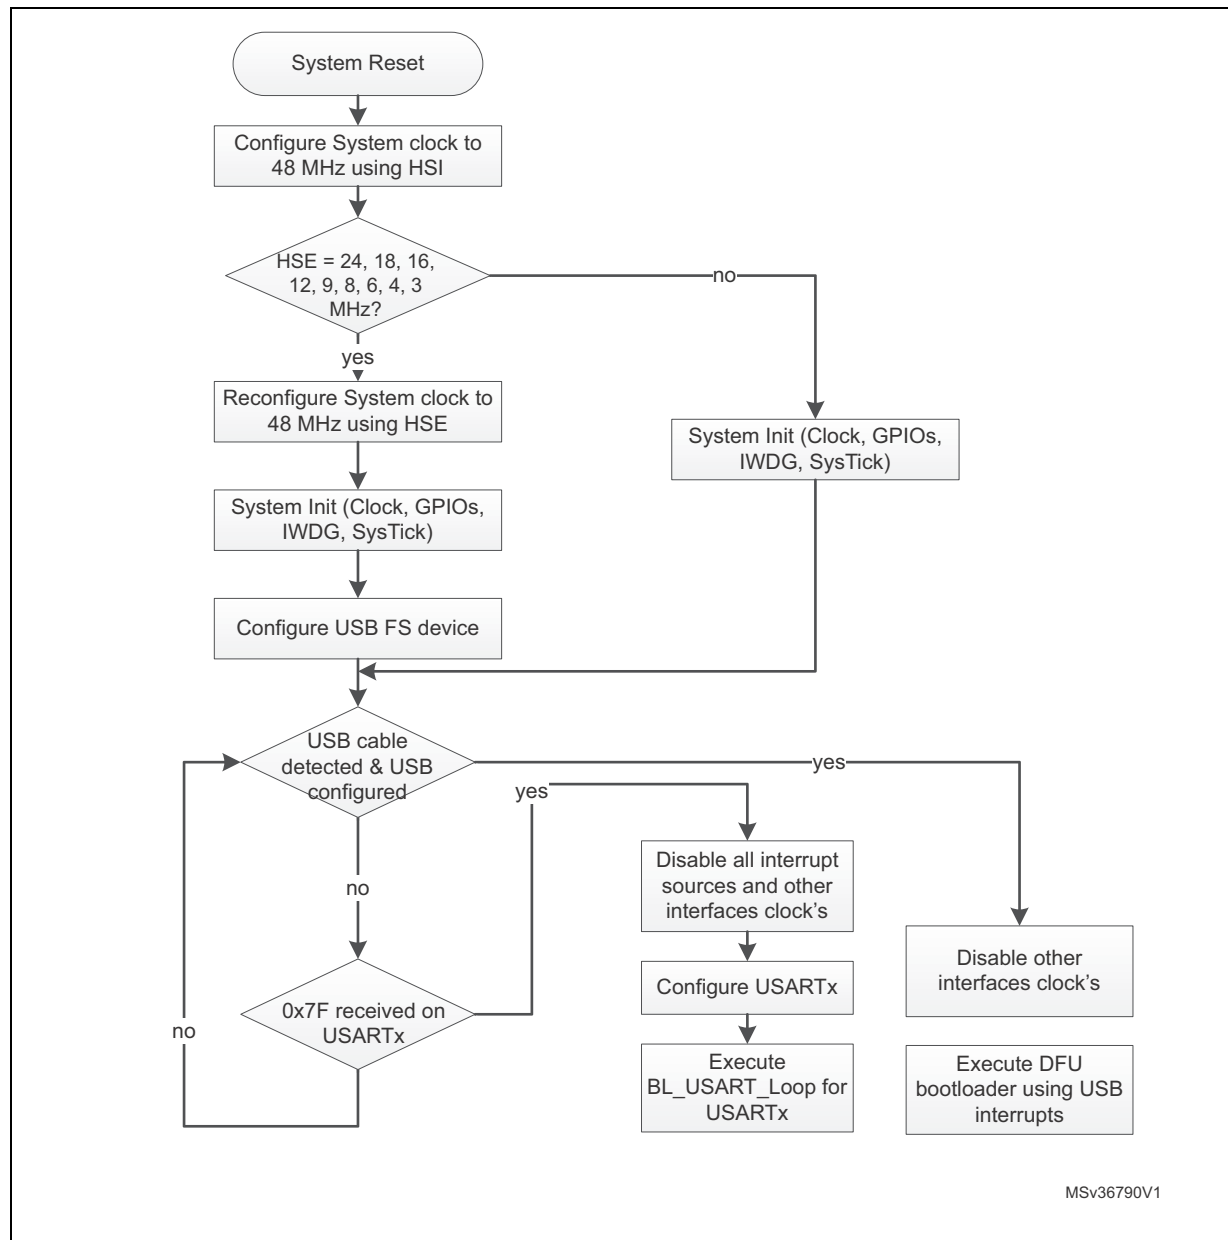 System Reset
Configure System clock to
48 MHz using HSI
HSE = 24, 18, 16,
12, 9, 8, 6, 4, 3
MHz?
no
yes
Reconfigure System clock to
48 MHz using HSE
System Init (Clock, GPIOs,
IWDG, SysTick)
System Init (Clock, GPIOs,
IWDG, SysTick)
Configure USB FS device
USB cable
detected & USB
configured
yes
yes
no
Disable all interrupt
sources and other
interfaces clock's
Disable other
interfaces clock's
0x7F received on
USARTx
no
Configure USARTx
Execute
BL_USART_Loop for
USARTx
Execute DFU
bootloader using USB
interrupts
MSv36790V1